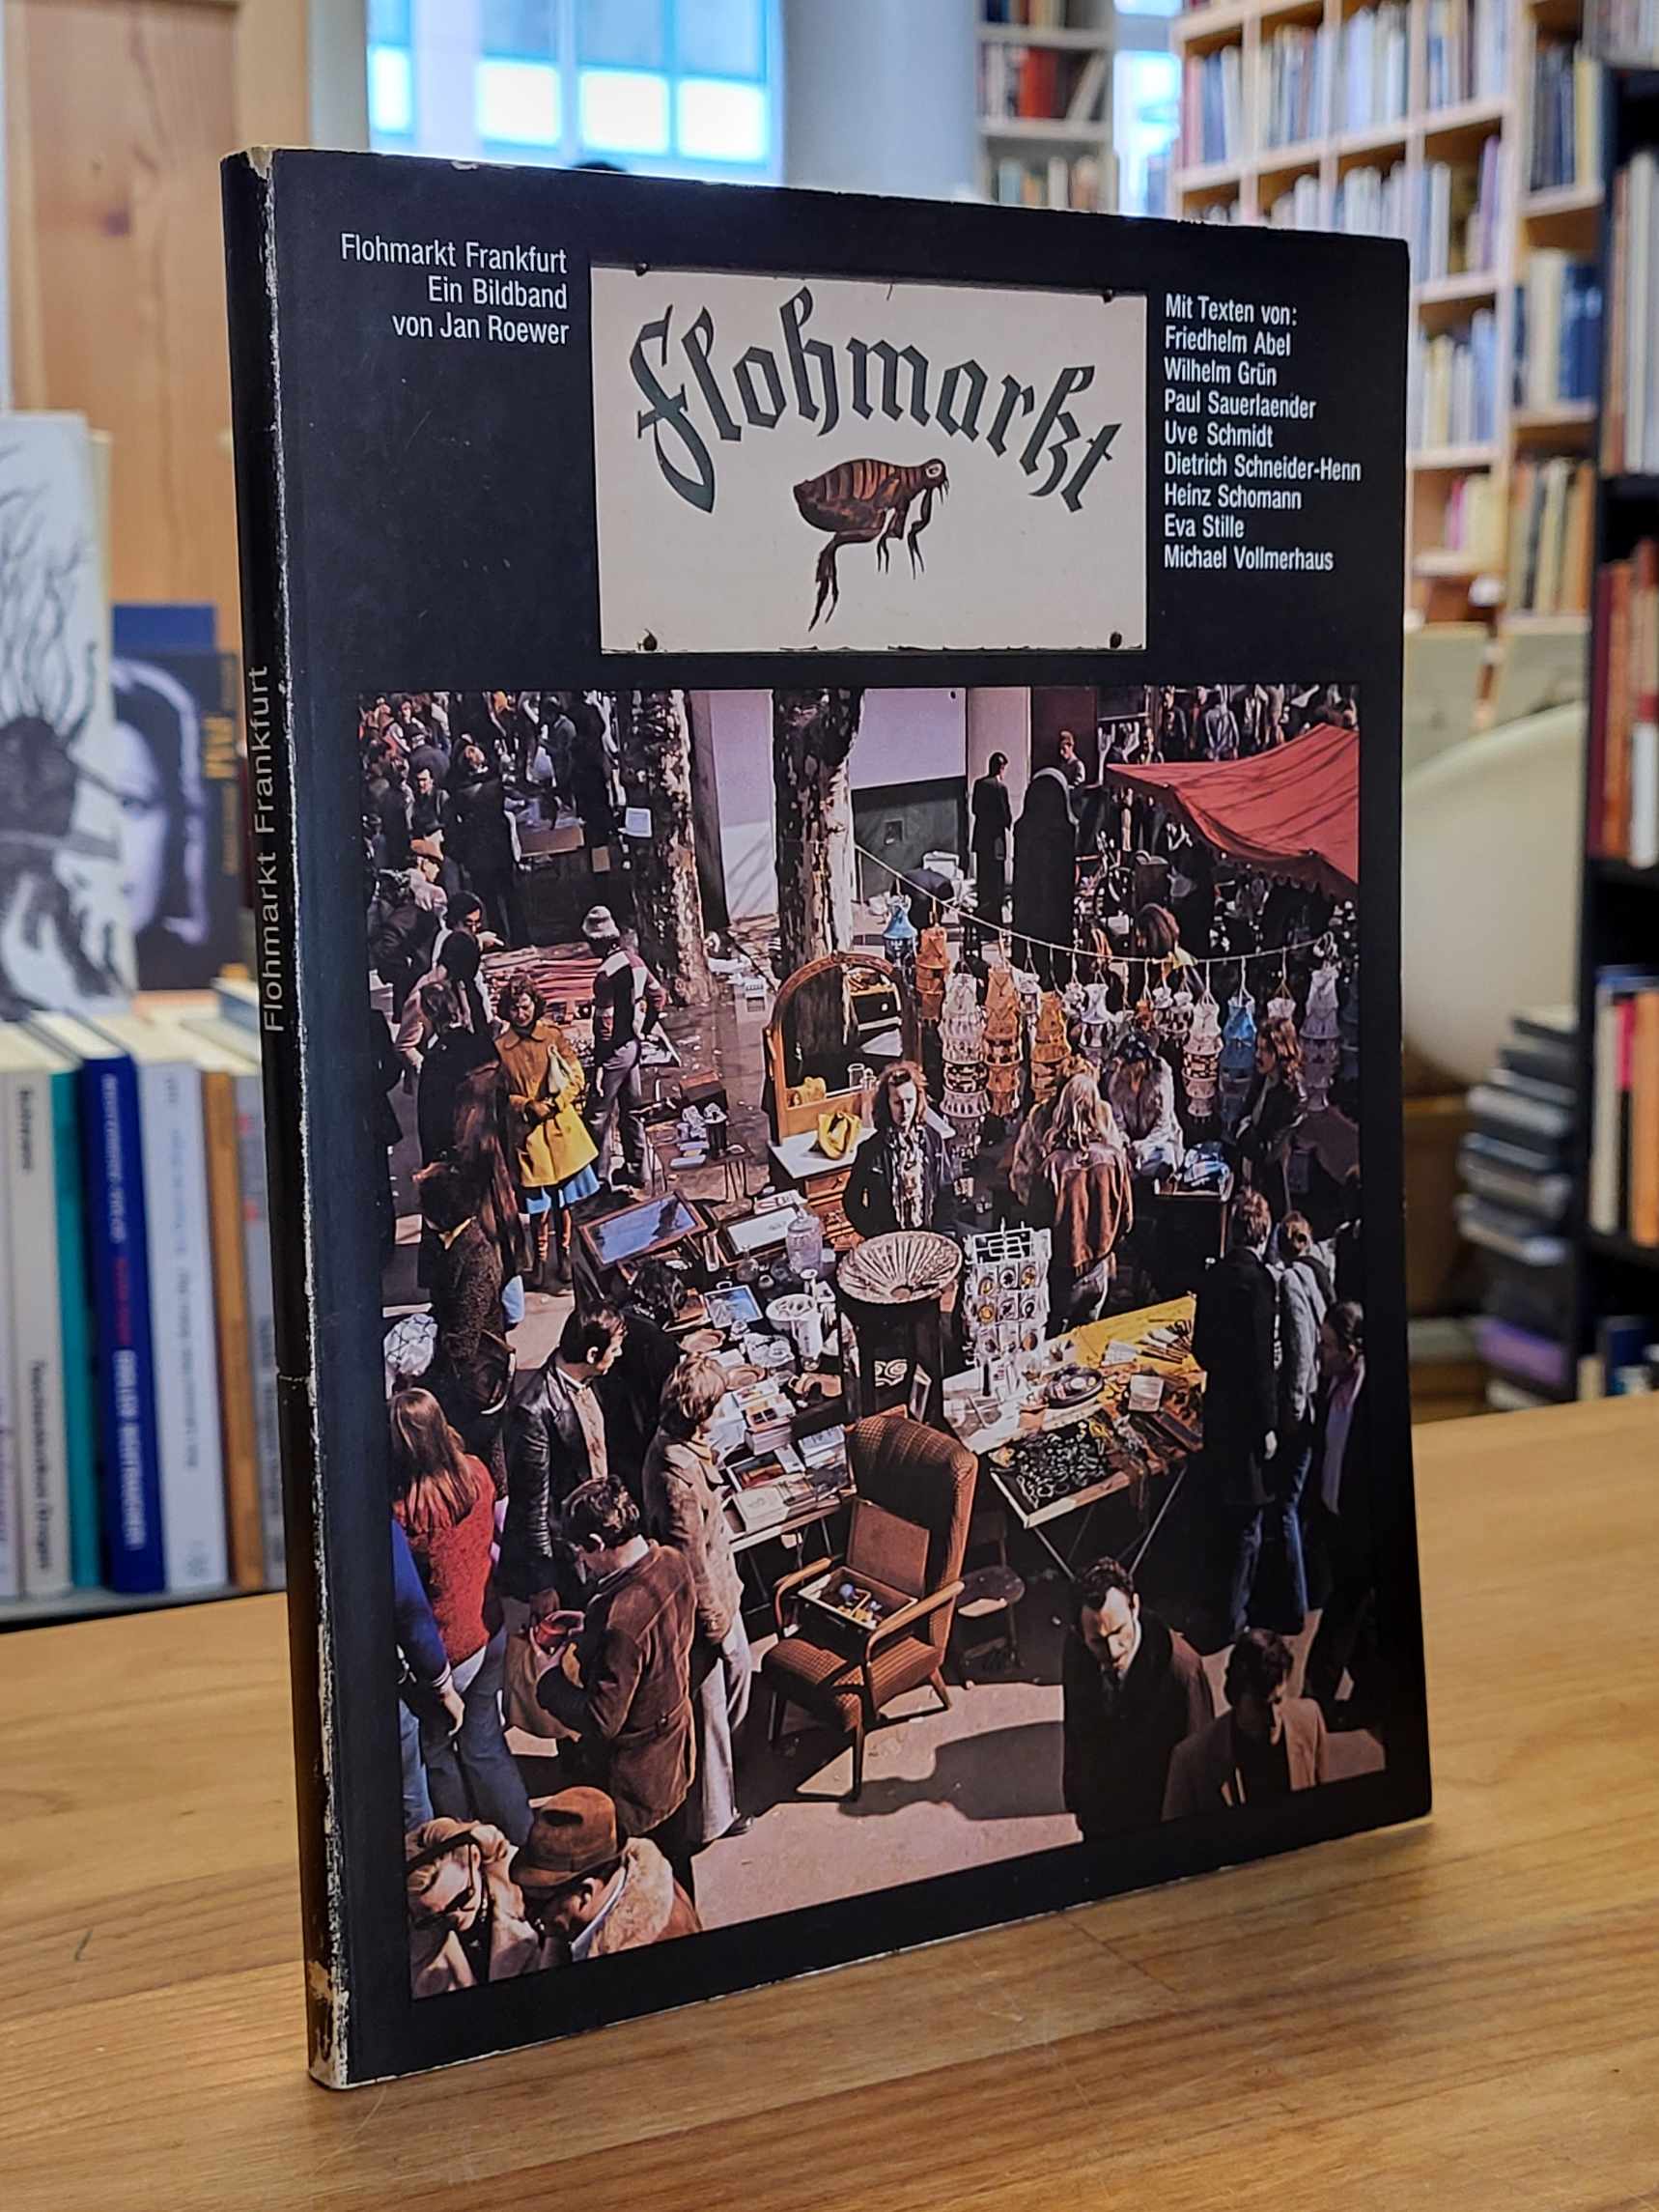 Flohmarkt Frankfurt
Ein Bildband
von Jan Roewer
Flohmarkt
Mit Texten von:
Friedhelm Abel
Wilhelm Grün
Paul Sauerlaender
Uve Schmidt
Dietrich Schneider-Henn
Heinz Schomann
Eva Stille
Michael Vollmerhaus
Flohmarkt Frankfurt